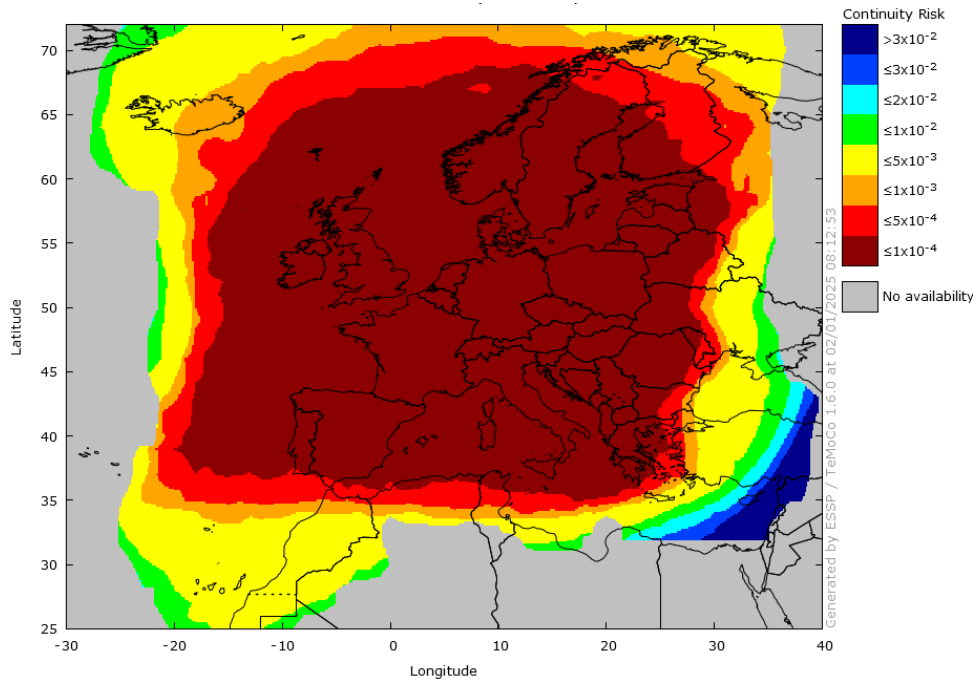 Continuity Risk
>3x10⁻²
≤3x10⁻²
≤2x10⁻²
≤1x10⁻²
≤5x10⁻³
≤1x10⁻³
≤5x10⁻⁴
≤1x10⁻⁴
No availability
Generated by ESSP / TeMoCo 1.6.0 at 02/01/2025 08:12:53
Latitude
70
65
60
55
50
45
40
35
30
25
-30 -20 -10 0 10 20 30 40
Longitude